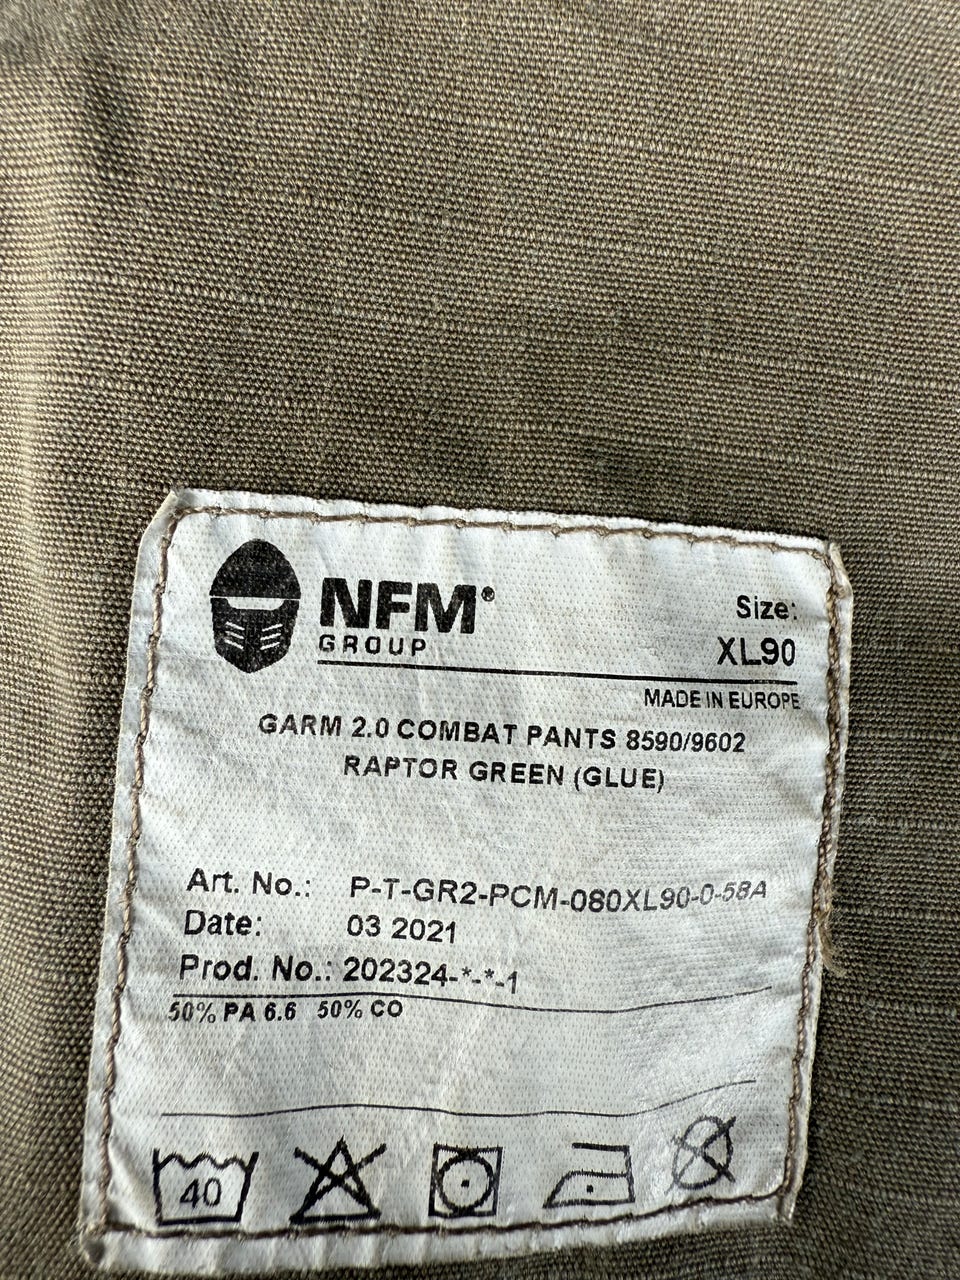 NFM®
GROUP
Size:
XL90
MADE IN EUROPE
GARM 2.0 COMBAT PANTS 8590/9602
RAPTOR GREEN (GLUE)
Art. No.: P-T-GR2-PCM-080XL90-0-58A
Date: 03 2021
Prod. No.: 202324-*-*-1
50% PA 6.6 50% CO
40